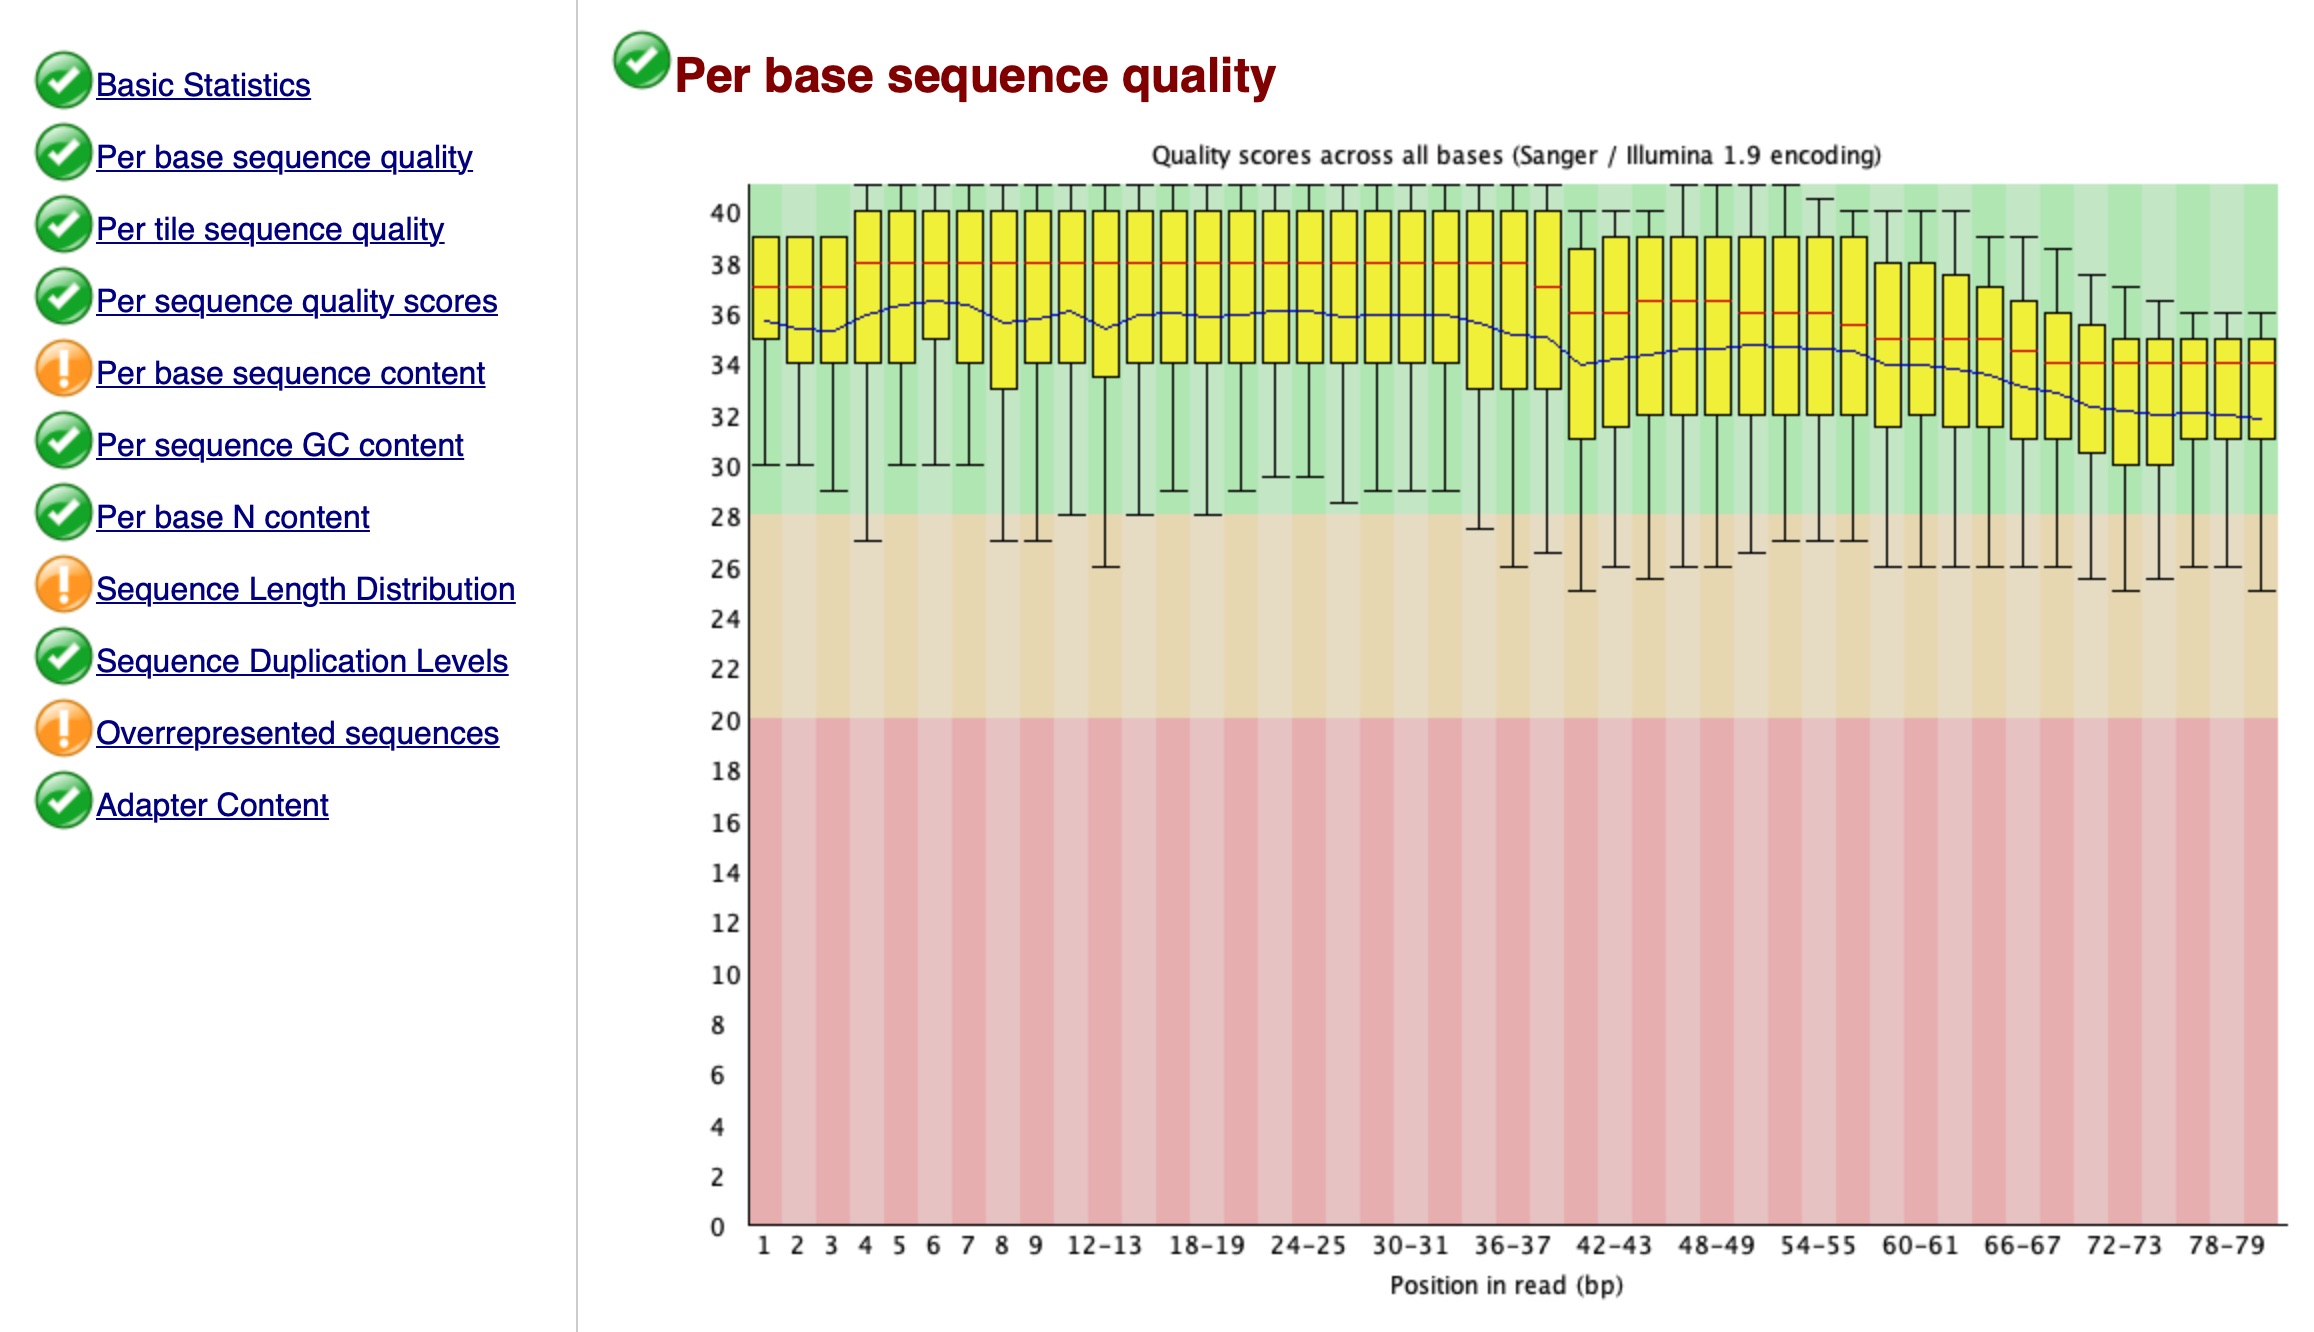 Basic Statistics
Per base sequence quality
Per tile sequence quality
Per sequence quality scores
Per base sequence content
Per sequence GC content
Per base N content
Sequence Length Distribution
Sequence Duplication Levels
Overrepresented sequences
Adapter Content
Per base sequence quality
Quality scores across all bases (Sanger / Illumina 1.9 encoding)
40
38
36
34
32
30
28
26
24
22
20
18
16
14
12
10
8
6
4
2
0
1 2 3 4 5 6 7 8 9 12-13 18-19 24-25 30-31 36-37 42-43 48-49 54-55 60-61 66-67 72-73 78-79
Position in read (bp)